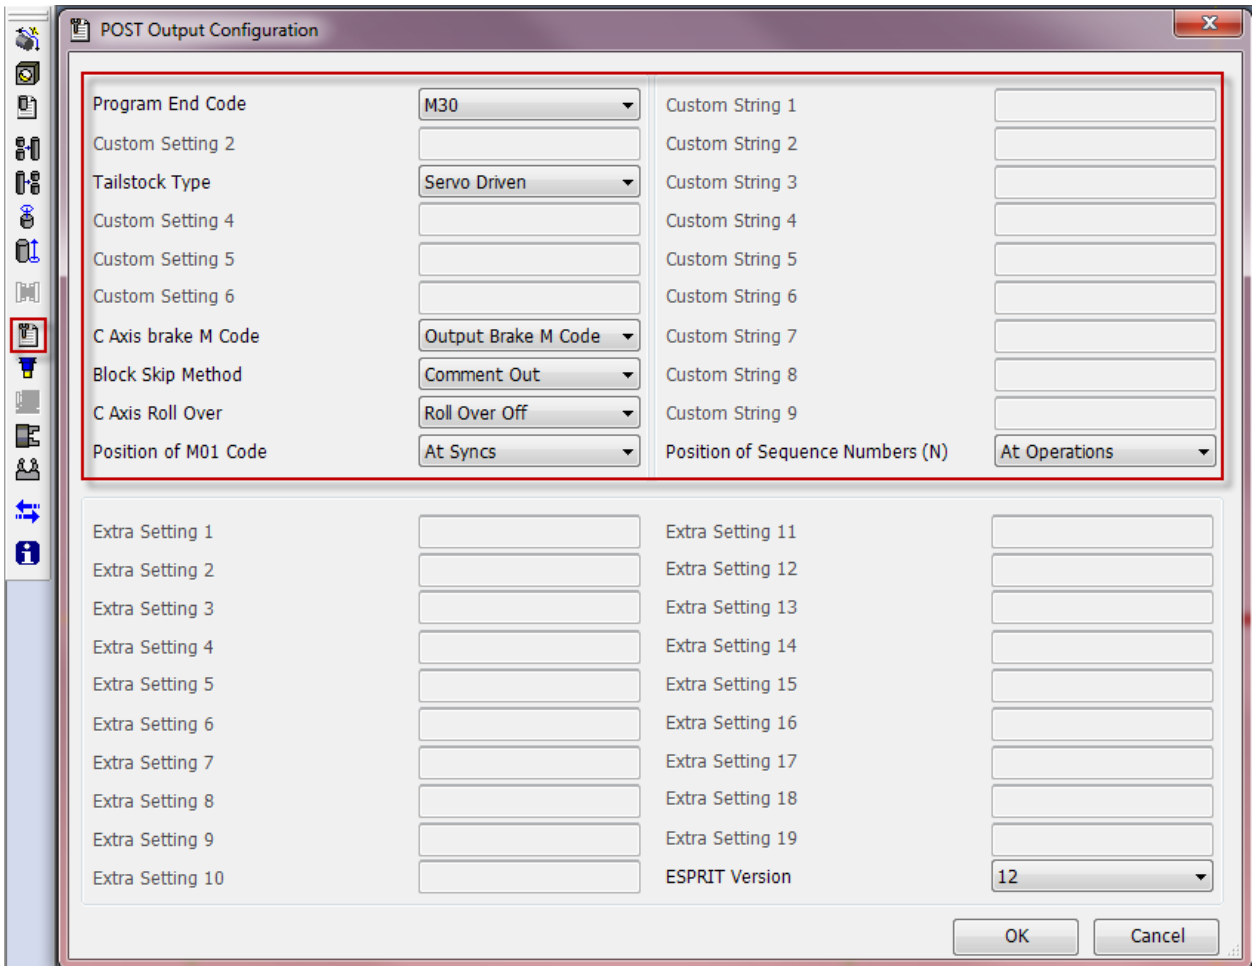 POST Output Configuration
Program End Code M30 Custom String 1
Custom Setting 2 Custom String 2
Tailstock Type Servo Driven Custom String 3
Custom Setting 4 Custom String 4
Custom Setting 5 Custom String 5
Custom Setting 6 Custom String 6
C Axis brake M Code Output Brake M Code Custom String 7
Block Skip Method Comment Out Custom String 8
C Axis Roll Over Roll Over Off Custom String 9
Position of M01 Code At Syncs Position of Sequence Numbers (N) At Operations
Extra Setting 1 Extra Setting 11
Extra Setting 2 Extra Setting 12
Extra Setting 3 Extra Setting 13
Extra Setting 4 Extra Setting 14
Extra Setting 5 Extra Setting 15
Extra Setting 6 Extra Setting 16
Extra Setting 7 Extra Setting 17
Extra Setting 8 Extra Setting 18
Extra Setting 9 Extra Setting 19
Extra Setting 10 ESPRIT Version 12
OK Cancel